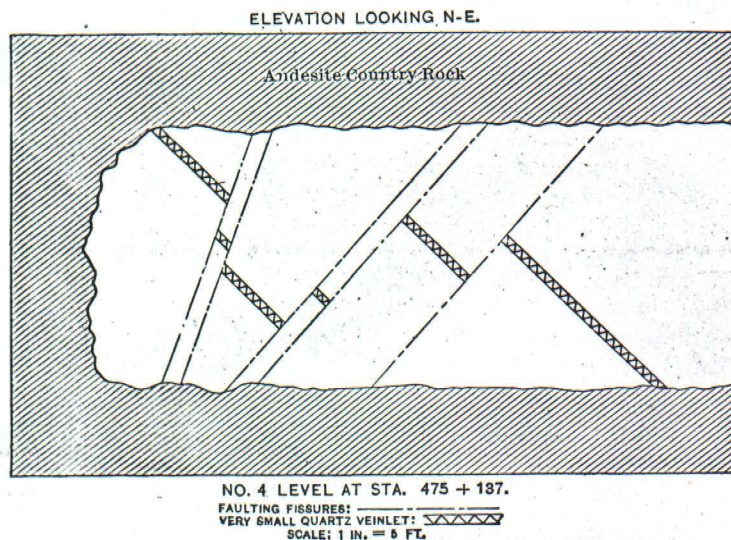 ELEVATION LOOKING N-E.
Andesite Country Rock
NO. 4 LEVEL AT STA. 475 + 187.
FAULTING FISSURES:
VERY SMALL QUARTZ VEINLET:
SCALE: 1 IN. = 5 FT.